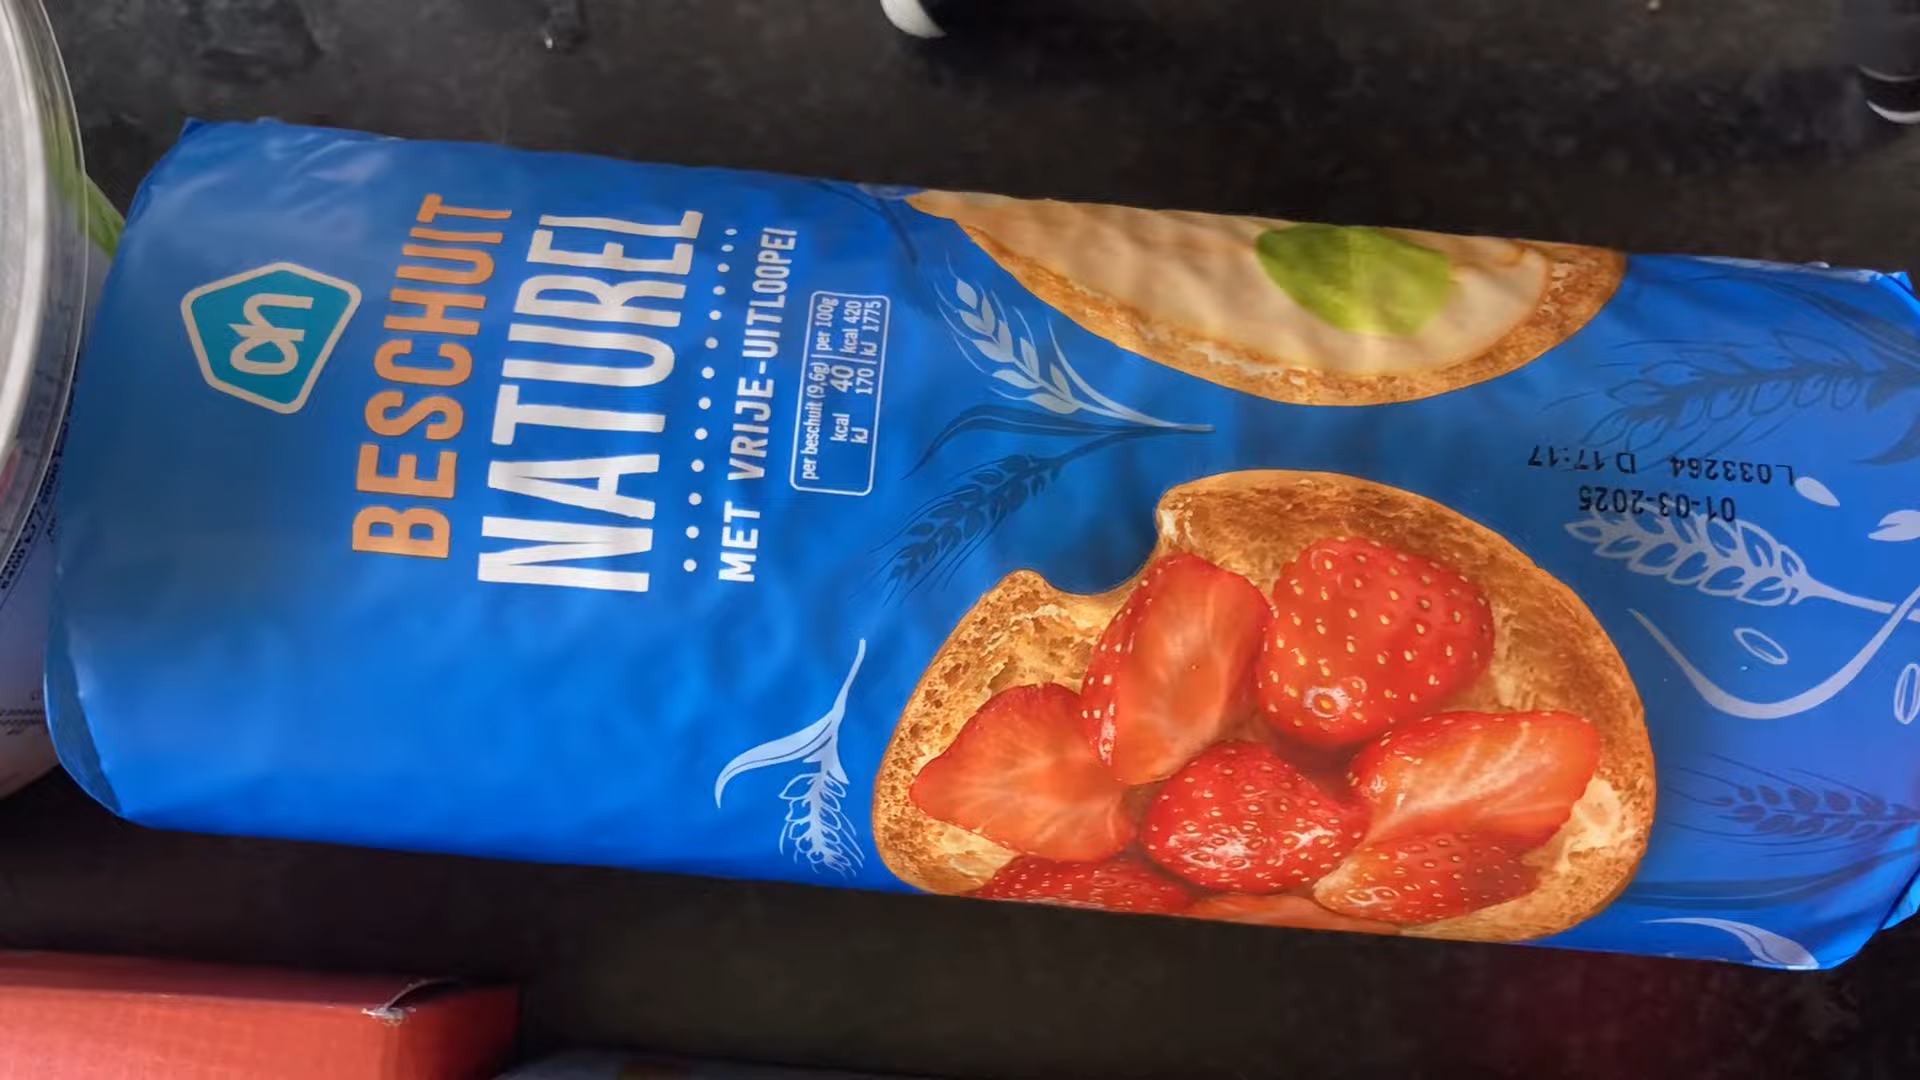 ah
BESCHUIT
NATUREL
MET VRIJE-UITLOOPEI
per beschuit (9,6g) | per 100g
kcal 40 | kcal 420
kJ 170 | kJ 1775
01-03-2025
L033264 D 17:17